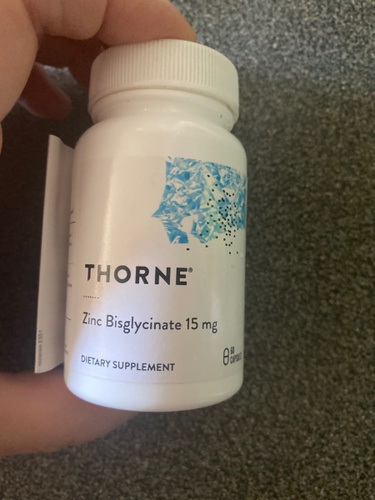 THORNE®
Zinc Bisglycinate 15 mg
DIETARY SUPPLEMENT
60
CAPSULES